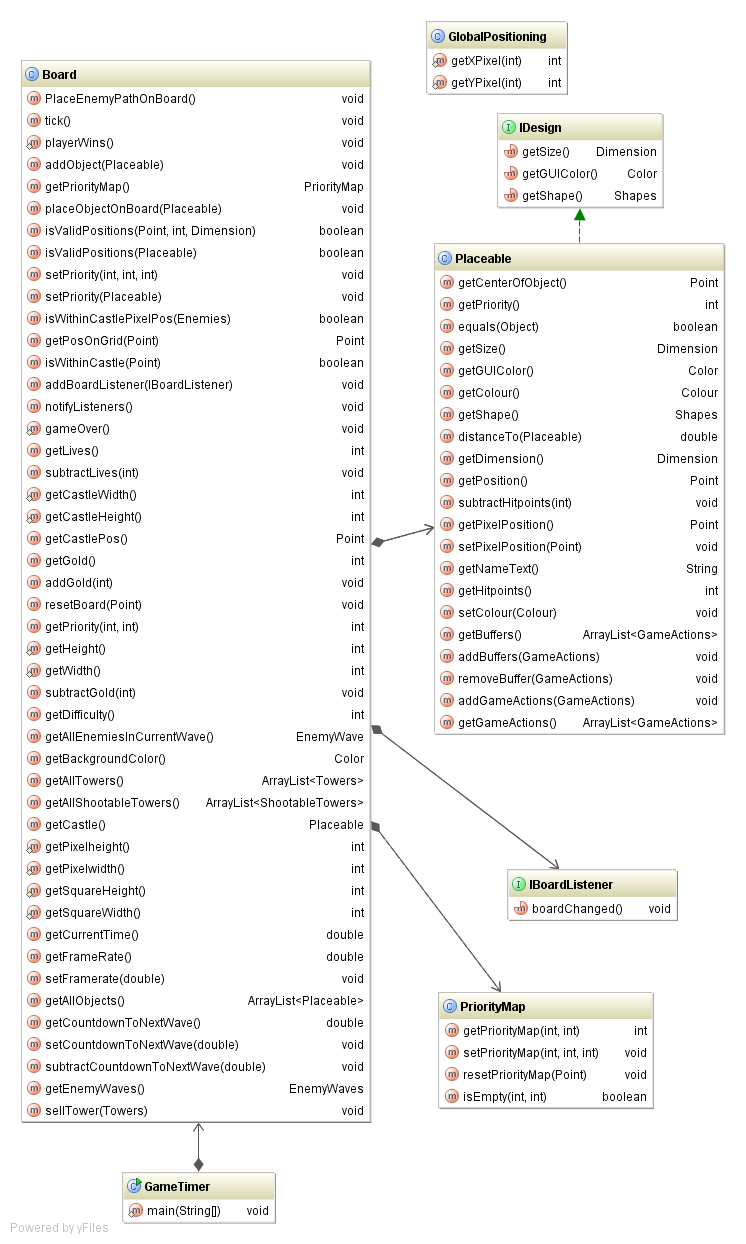 GlobalPositioning
getXPixel(int) int
getYPixel(int) int
Board
PlaceEnemyPathOnBoard() void
tick() void
playerWins() void
addObject(Placeable) void
getPriorityMap() PriorityMap
placeObjectOnBoard(Placeable) void
isValidPositions(Point, int, Dimension) boolean
isValidPositions(Placeable) boolean
setPriority(int, int, int) void
setPriority(Placeable) void
isWithinCastlePixelPos(Enemies) boolean
getPosOnGrid(Point) Point
isWithinCastle(Point) boolean
addBoardListener(IBoardListener) void
notifyListeners() void
gameOver() void
getLives() int
subtractLives(int) void
getCastleWidth() int
getCastleHeight() int
getCastlePos() Point
getGold() int
addGold(int) void
resetBoard(Point) void
getPriority(int, int) int
getHeight() int
getWidth() int
subtractGold(int) void
getDifficulty() int
getAllEnemiesInCurrentWave() EnemyWave
getBackgroundColor() Color
getAllTowers() ArrayList<Towers>
getAllShootableTowers() ArrayList<ShootableTowers>
getCastle() Placeable
getPixelheight() int
getPixelwidth() int
getSquareHeight() int
getSquareWidth() int
getCurrentTime() double
getFrameRate() double
setFramerate(double) void
getAllObjects() ArrayList<Placeable>
getCountdownToNextWave() double
setCountdownToNextWave(double) void
subtractCountdownToNextWave(double) void
getEnemyWaves() EnemyWaves
sellTower(Towers) void
IDesign
getSize() Dimension
getGUIColor() Color
getShape() Shapes
Placeable
getCenterOfObject() Point
getPriority() int
equals(Object) boolean
getSize() Dimension
getGUIColor() Color
getColour() Colour
getShape() Shapes
distanceTo(Placeable) double
getDimension() Dimension
getPosition() Point
subtractHitpoints(int) void
getPixelPosition() Point
setPixelPosition(Point) void
getNameText() String
getHitpoints() int
setColour(Colour) void
getBuffers() ArrayList<GameActions>
addBuffers(GameActions) void
removeBuffer(GameActions) void
addGameActions(GameActions) void
getGameActions() ArrayList<GameActions>
IBoardListener
boardChanged() void
PriorityMap
getPriorityMap(int, int) int
setPriorityMap(int, int, int) void
resetPriorityMap(Point) void
isEmpty(int, int) boolean
GameTimer
main(String[]) void
Powered by yFiles